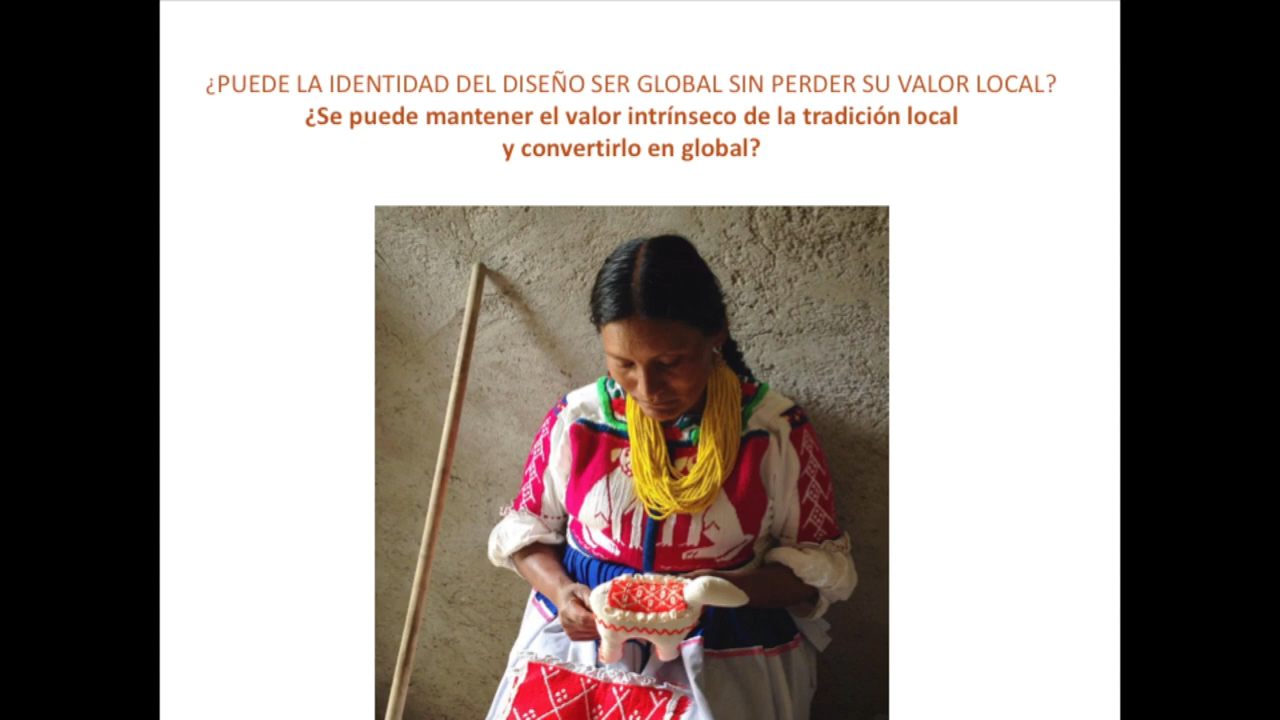 ¿PUEDE LA IDENTIDAD DEL DISEÑO SER GLOBAL SIN PERDER SU VALOR LOCAL?
¿Se puede mantener el valor intrínseco de la tradición local
y convertirlo en global?